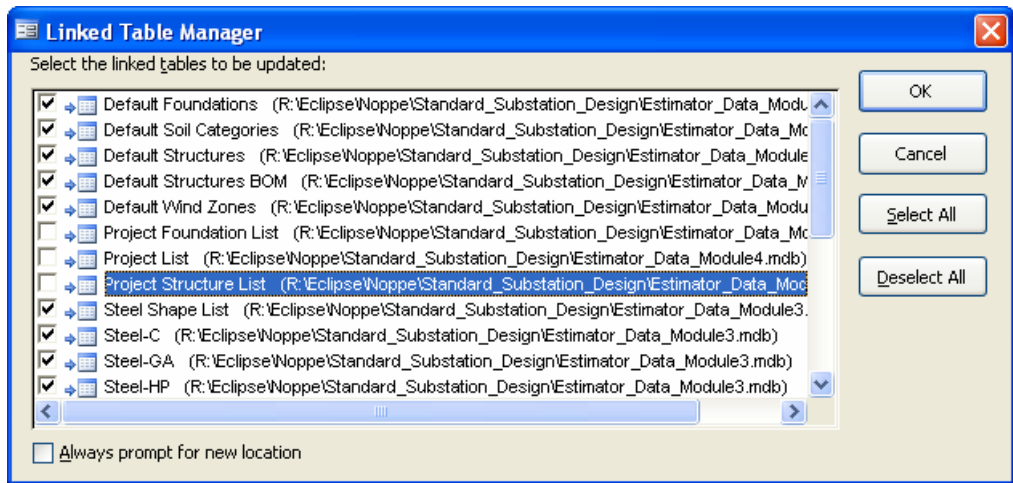 Linked Table Manager
Select the linked tables to be updated:
Default Foundations (R:\Eclipse\Noppe\Standard_Substation_Design\Estimator_Data_Modu
Default Soil Categories (R:\Eclipse\Noppe\Standard_Substation_Design\Estimator_Data_Mo
Default Structures (R:\Eclipse\Noppe\Standard_Substation_Design\Estimator_Data_Module
Default Structures BOM (R:\Eclipse\Noppe\Standard_Substation_Design\Estimator_Data_M
Default Wind Zones (R:\Eclipse\Noppe\Standard_Substation_Design\Estimator_Data_Modu
Project Foundation List (R:\Eclipse\Noppe\Standard_Substation_Design\Estimator_Data_Mo
Project List (R:\Eclipse\Noppe\Standard_Substation_Design\Estimator_Data_Module4.mdb)
Project Structure List (R:\Eclipse\Noppe\Standard_Substation_Design\Estimator_Data_Mod
Steel Shape List (R:\Eclipse\Noppe\Standard_Substation_Design\Estimator_Data_Module3.
Steel-C (R:\Eclipse\Noppe\Standard_Substation_Design\Estimator_Data_Module3.mdb)
Steel-GA (R:\Eclipse\Noppe\Standard_Substation_Design\Estimator_Data_Module3.mdb)
Steel-HP (R:\Eclipse\Noppe\Standard_Substation_Design\Estimator_Data_Module3.mdb)
Always prompt for new location
OK
Cancel
Select All
Deselect All